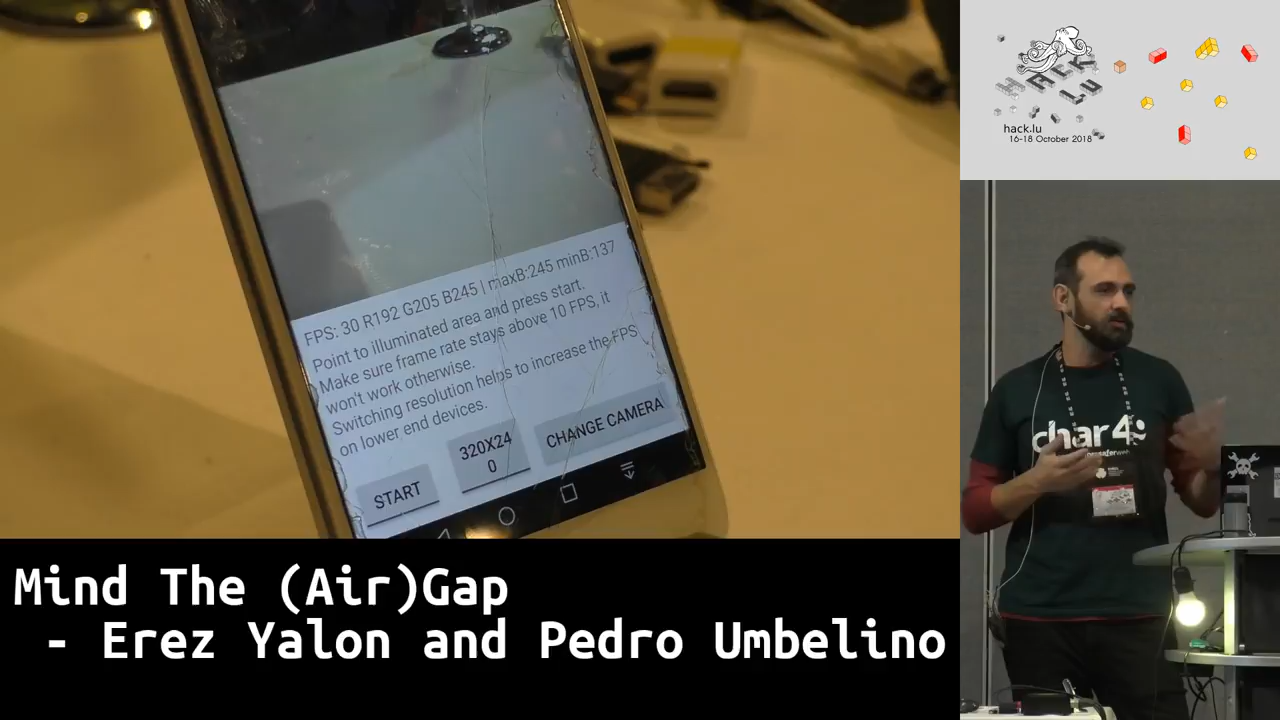 FPS: 30 R192 G205 B245 | maxB:245 minB:137
Point to illuminated area and press start.
Make sure frame rate stays above 10 FPS, it
won't work otherwise.
Switching resolution helps to increase the FPS
on lower end devices.
START
320X24
0
CHANGE CAMERA
HACK
LU
hack.lu
16-18 October 2018
char49
Mind The (Air)Gap
- Erez Yalon and Pedro Umbelino